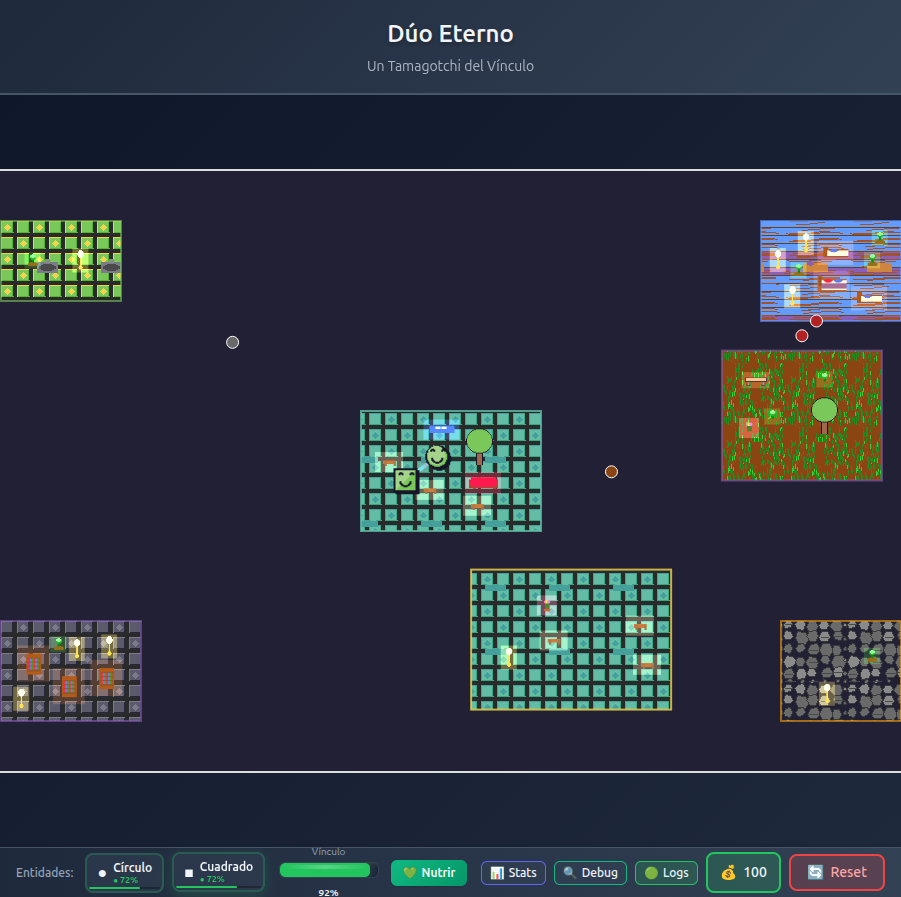 Dúo Eterno
Un Tamagotchi del Vínculo
Entidades:
Círculo
72%
Cuadrado
72%
Vínculo
92%
Nutrir
Stats
Debug
Logs
100
Reset